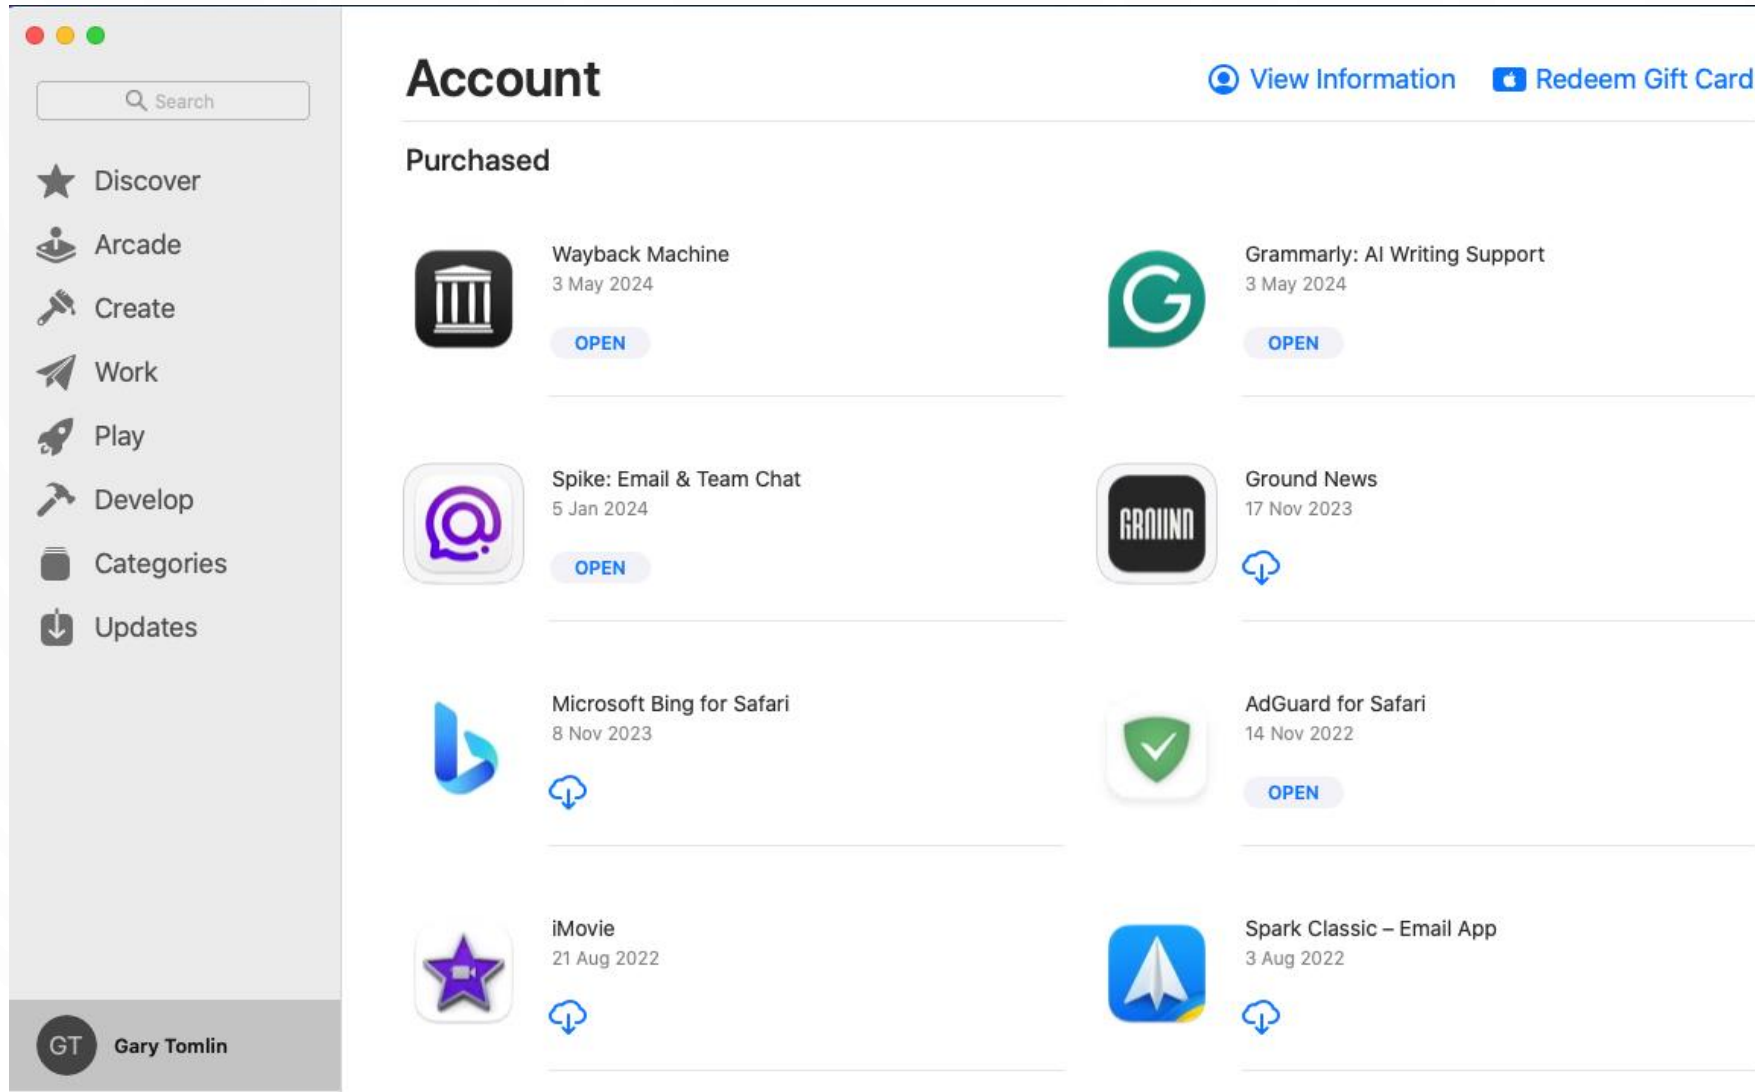 Search
Discover
Arcade
Create
Work
Play
Develop
Categories
Updates
GT
Gary Tomlin
Account
View Information
Redeem Gift Card
Purchased
Wayback Machine
3 May 2024
OPEN
G
Grammarly: AI Writing Support
3 May 2024
OPEN
Spike: Email & Team Chat
5 Jan 2024
OPEN
GROUND
Ground News
17 Nov 2023
Microsoft Bing for Safari
8 Nov 2023
AdGuard for Safari
14 Nov 2022
OPEN
iMovie
21 Aug 2022
Spark Classic – Email App
3 Aug 2022